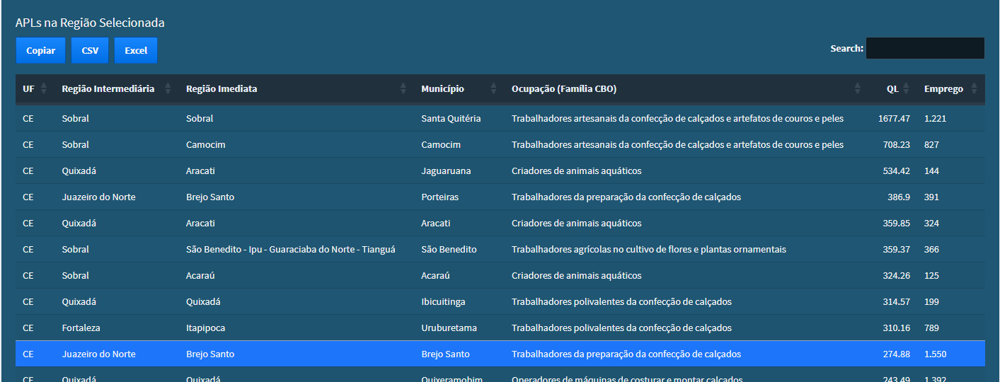 APLs na Região Selecionada
Copiar CSV Excel Search:
UF Região Intermediária Região Imediata Município Ocupação (Família CBO) QL Emprego
CE Sobral Sobral Santa Quitéria Trabalhadores artesanais da confecção de calçados e artefatos de couros e peles 1677.47 1.221
CE Sobral Camocim Camocim Trabalhadores artesanais da confecção de calçados e artefatos de couros e peles 708.23 827
CE Quixadá Aracati Jaguaruana Criadores de animais aquáticos 534.42 144
CE Juazeiro do Norte Brejo Santo Porteiras Trabalhadores da preparação da confecção de calçados 386.9 391
CE Quixadá Aracati Aracati Criadores de animais aquáticos 359.85 324
CE Sobral São Benedito - Ipu - Guaraciaba do Norte - Tianguá São Benedito Trabalhadores agrícolas no cultivo de flores e plantas ornamentais 359.37 366
CE Sobral Acaraú Acaraú Criadores de animais aquáticos 324.26 125
CE Quixadá Quixadá Ibicuitinga Trabalhadores polivalentes da confecção de calçados 314.57 199
CE Fortaleza Itapipoca Uruburetama Trabalhadores polivalentes da confecção de calçados 310.16 789
CE Juazeiro do Norte Brejo Santo Brejo Santo Trabalhadores da preparação da confecção de calçados 274.88 1.550
CE Quixadá Quixadá Quixeramobim Operadores de máquinas de costurar e montar calçados 243.49 1.392